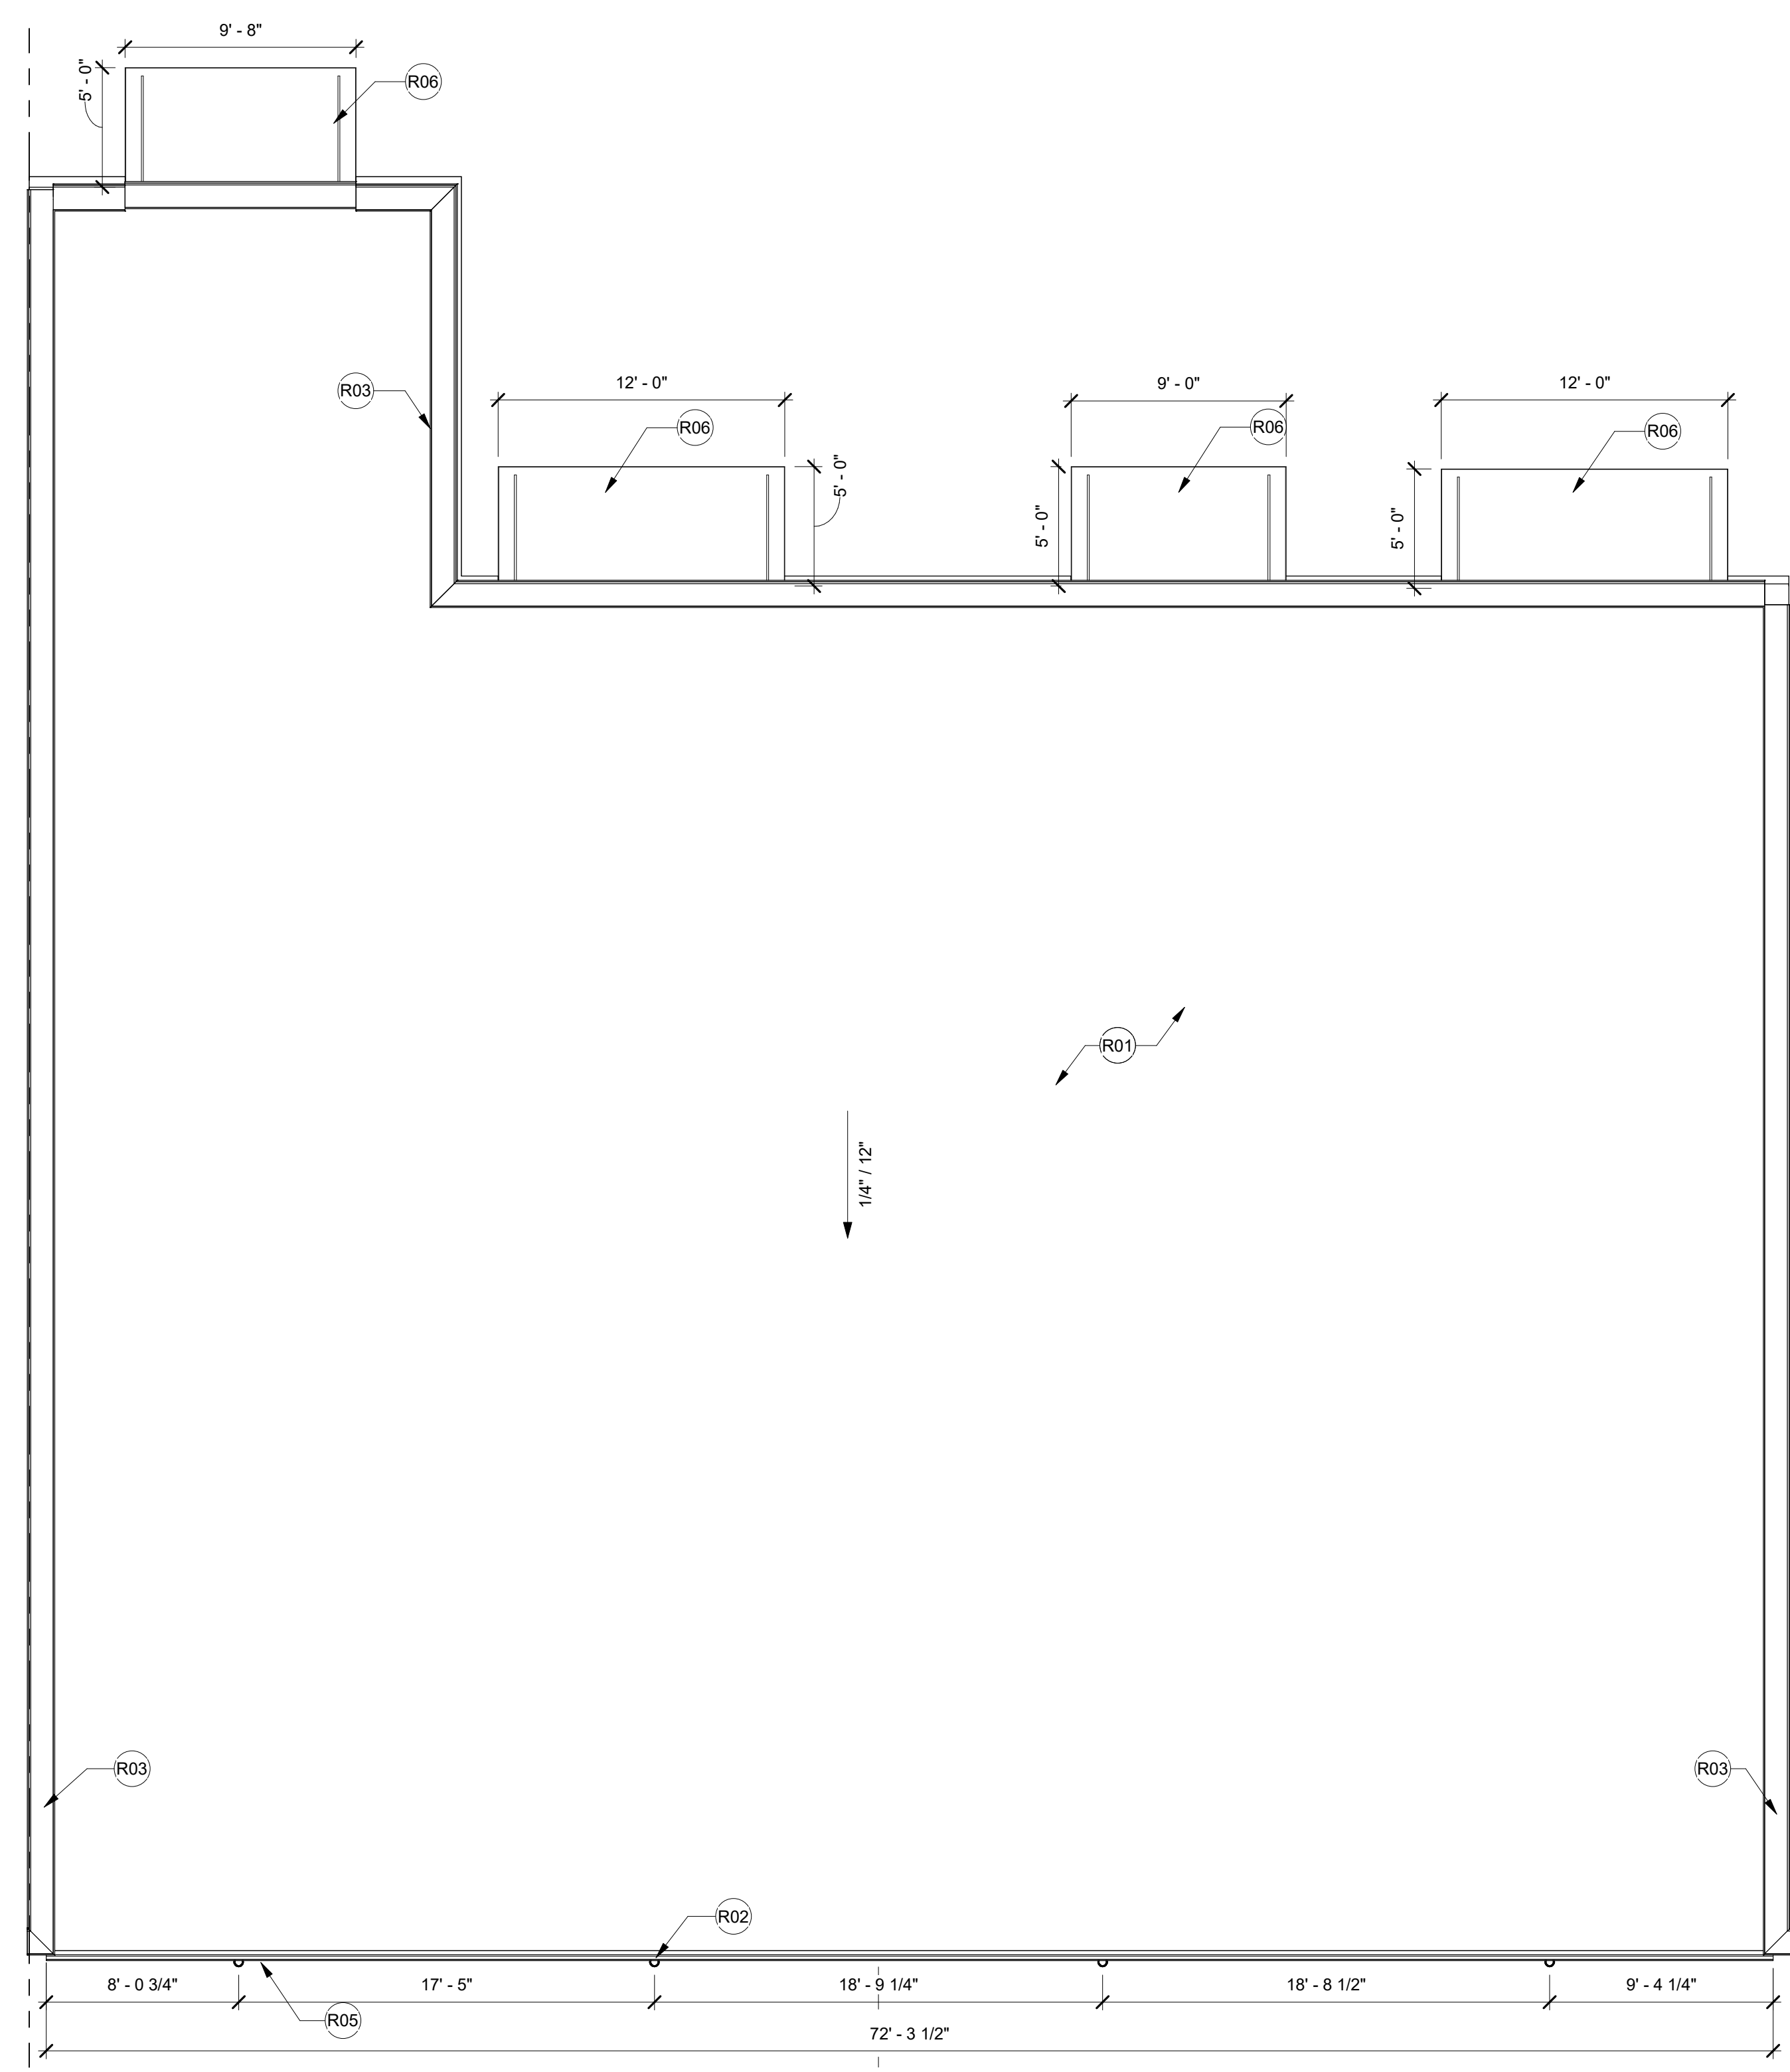 9' - 8"
5' - 0"
R06
R03
12' - 0"
9' - 0"
12' - 0"
R06
R06
R06
5' - 0"
5' - 0"
5' - 0"
R01
1/4" / 12"
R03
R03
R02
8' - 0 3/4"
17' - 5"
18' - 9 1/4"
18' - 8 1/2"
9' - 4 1/4"
R05
72' - 3 1/2"